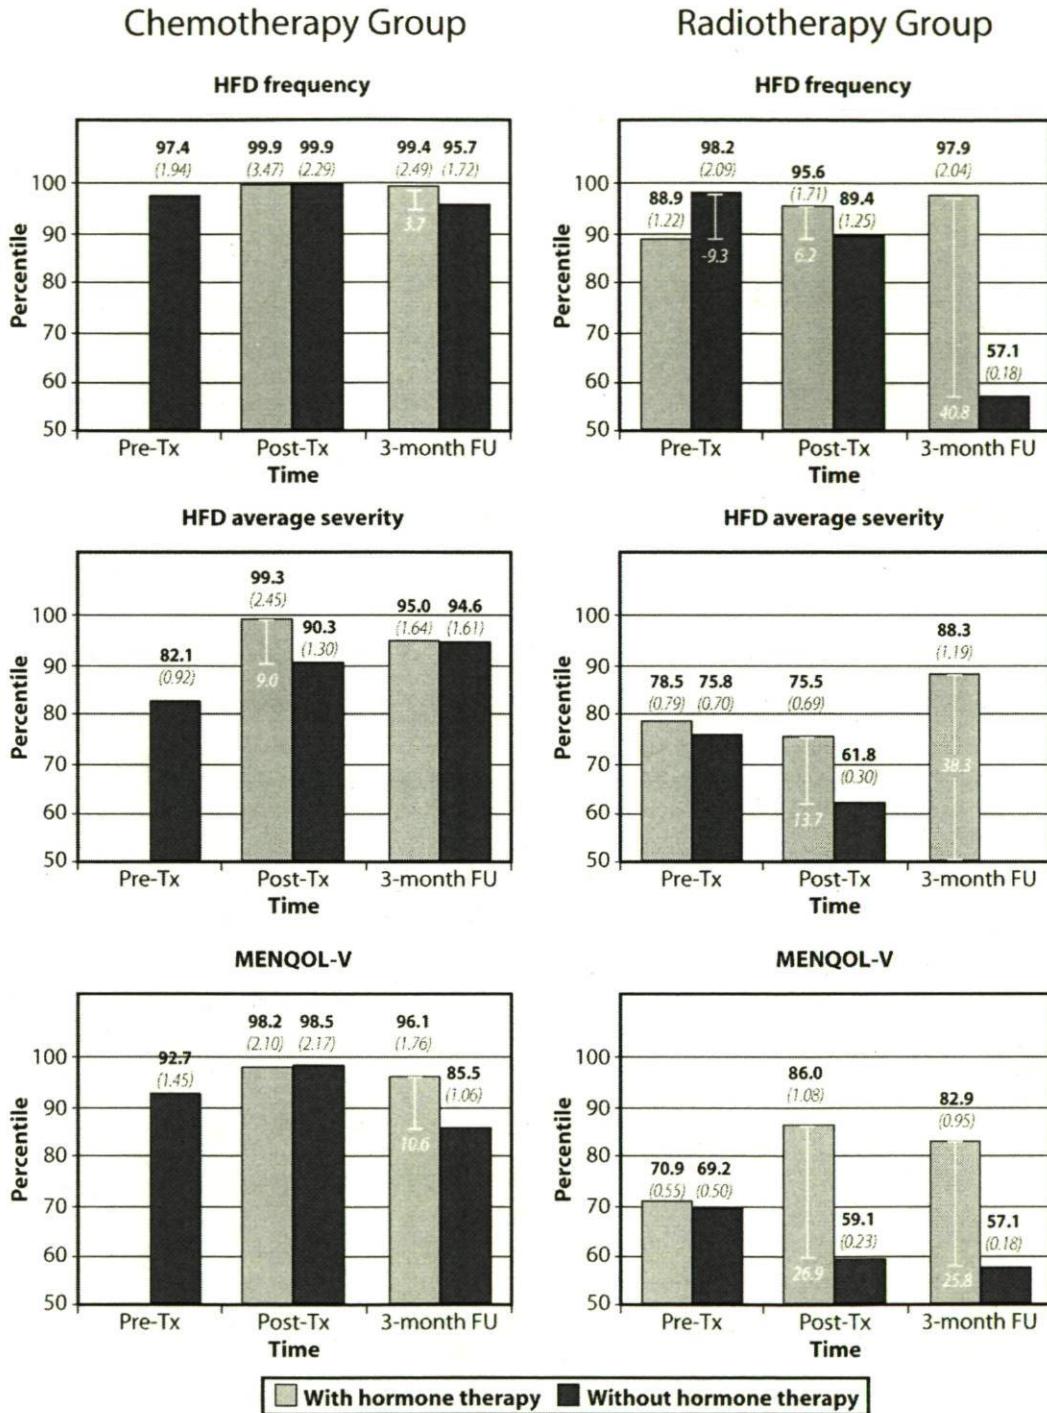 Chemotherapy Group
Radiotherapy Group
HFD frequency
97.4 99.9 99.9 99.4 95.7
(1.94) (3.47) (2.29) (2.49) (1.72)
100
90
80
70
60
50
Percentile
3.7
Pre-Tx Post-Tx 3-month FU
Time
HFD frequency
98.2
(2.09)
97.9
(2.04)
95.6
(1.71)
88.9
(1.22)
89.4
(1.25)
57.1
(0.18)
100
90
80
70
60
50
Percentile
-9.3
6.2
40.8
Pre-Tx Post-Tx 3-month FU
Time
HFD average severity
99.3
(2.45)
95.0 94.6
(1.64) (1.61)
90.3
(1.30)
82.1
(0.92)
100
90
80
70
60
50
Percentile
9.0
Pre-Tx Post-Tx 3-month FU
Time
HFD average severity
88.3
(1.19)
78.5 75.8 75.5
(0.79) (0.70) (0.69)
61.8
(0.30)
100
90
80
70
60
50
Percentile
13.7
38.3
Pre-Tx Post-Tx 3-month FU
Time
MENQOL-V
98.2 98.5 96.1
(2.10) (2.17) (1.76)
92.7
(1.45)
85.5
(1.06)
100
90
80
70
60
50
Percentile
10.6
Pre-Tx Post-Tx 3-month FU
Time
MENQOL-V
86.0
(1.08)
82.9
(0.95)
70.9 69.2
(0.55) (0.50)
59.1
(0.23)
57.1
(0.18)
100
90
80
70
60
50
Percentile
26.9
25.8
Pre-Tx Post-Tx 3-month FU
Time
With hormone therapy Without hormone therapy